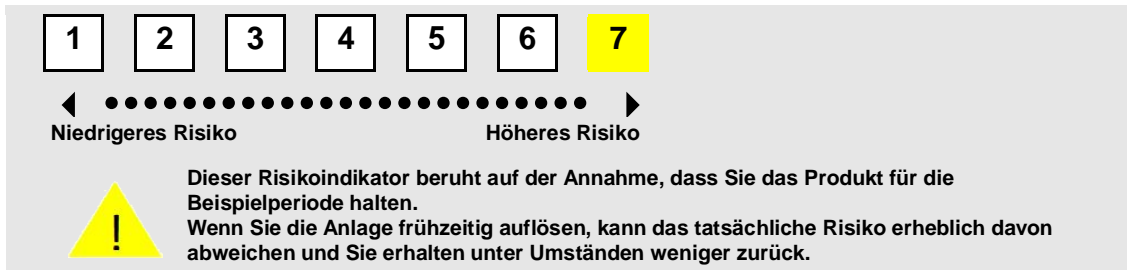 1 2 3 4 5 6 7
Niedrigeres Risiko Höheres Risiko
Dieser Risikoindikator beruht auf der Annahme, dass Sie das Produkt für die
Beispielperiode halten.
Wenn Sie die Anlage frühzeitig auflösen, kann das tatsächliche Risiko erheblich davon
abweichen und Sie erhalten unter Umständen weniger zurück.
!